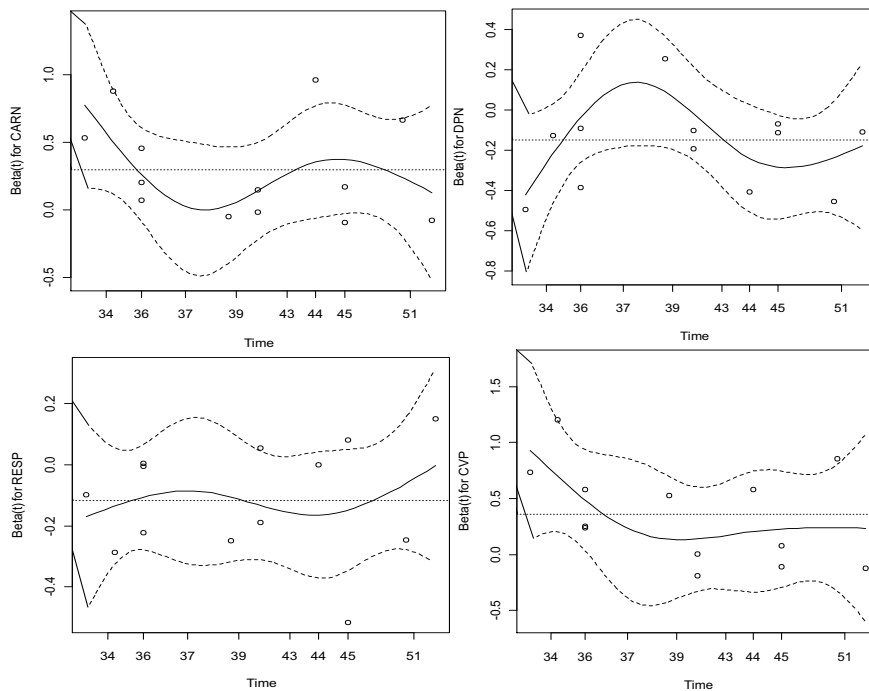 Beta(t) for CARN
1.0
0.5
0.0
-0.5
34 36 37 39 43 44 45 51
Time
Beta(t) for DPN
0.4
0.2
0.0
-0.2
-0.4
-0.6
-0.8
34 36 37 39 43 44 45 51
Time
Beta(t) for RESP
0.2
0.0
-0.2
-0.4
34 36 37 39 43 44 45 51
Time
Beta(t) for CVP
1.5
1.0
0.5
0.0
-0.5
34 36 37 39 43 44 45 51
Time